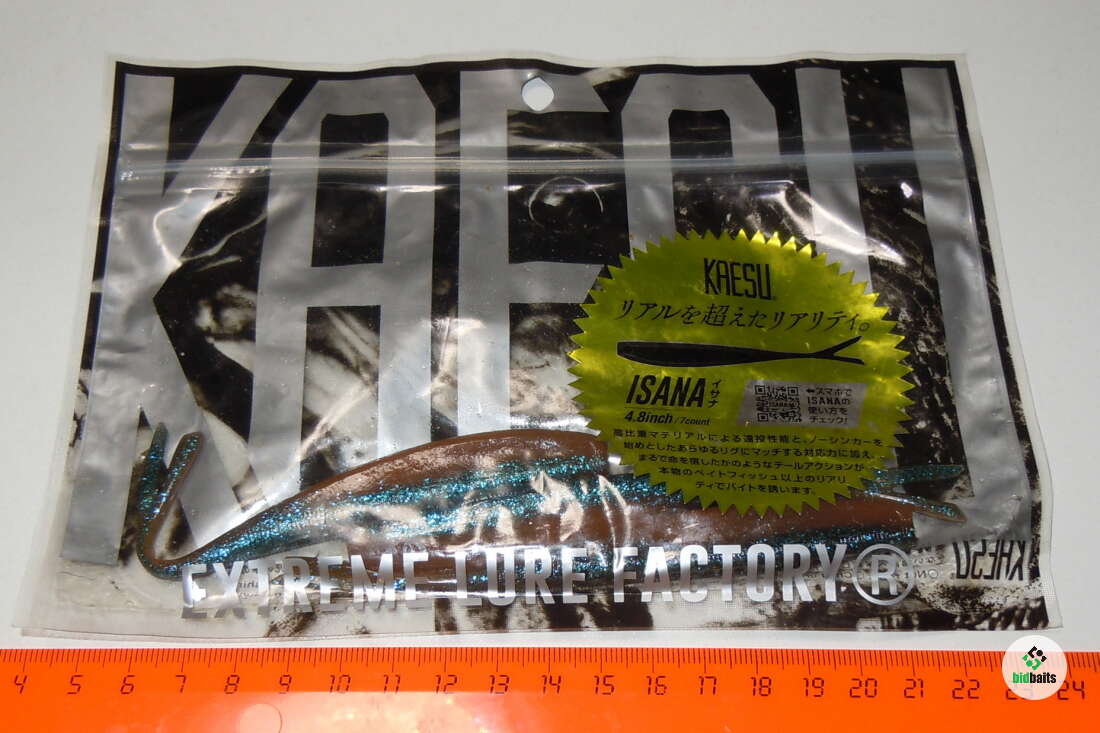 KAESU
KAESU
リアルを超えたリアリティ。
ISANA イサナ
4.8inch/7count
←スマホで
ISANAの
使い方を
チェック!
高比重マテリアルによる遠投性能と、ノーシンカーを
始めとしたあらゆるリグにマッチする対応力に加え、
まるで命を宿したかのようなテールアクションが
本物のベイトフィッシュ以上のリアリ
ティでバイトを誘います。
KAESU
EXTREME LURE FACTORY®
4 5 6 7 8 9 10 11 12 13 14 15 16 17 18 19 20 21 22 23 24
bidbaits